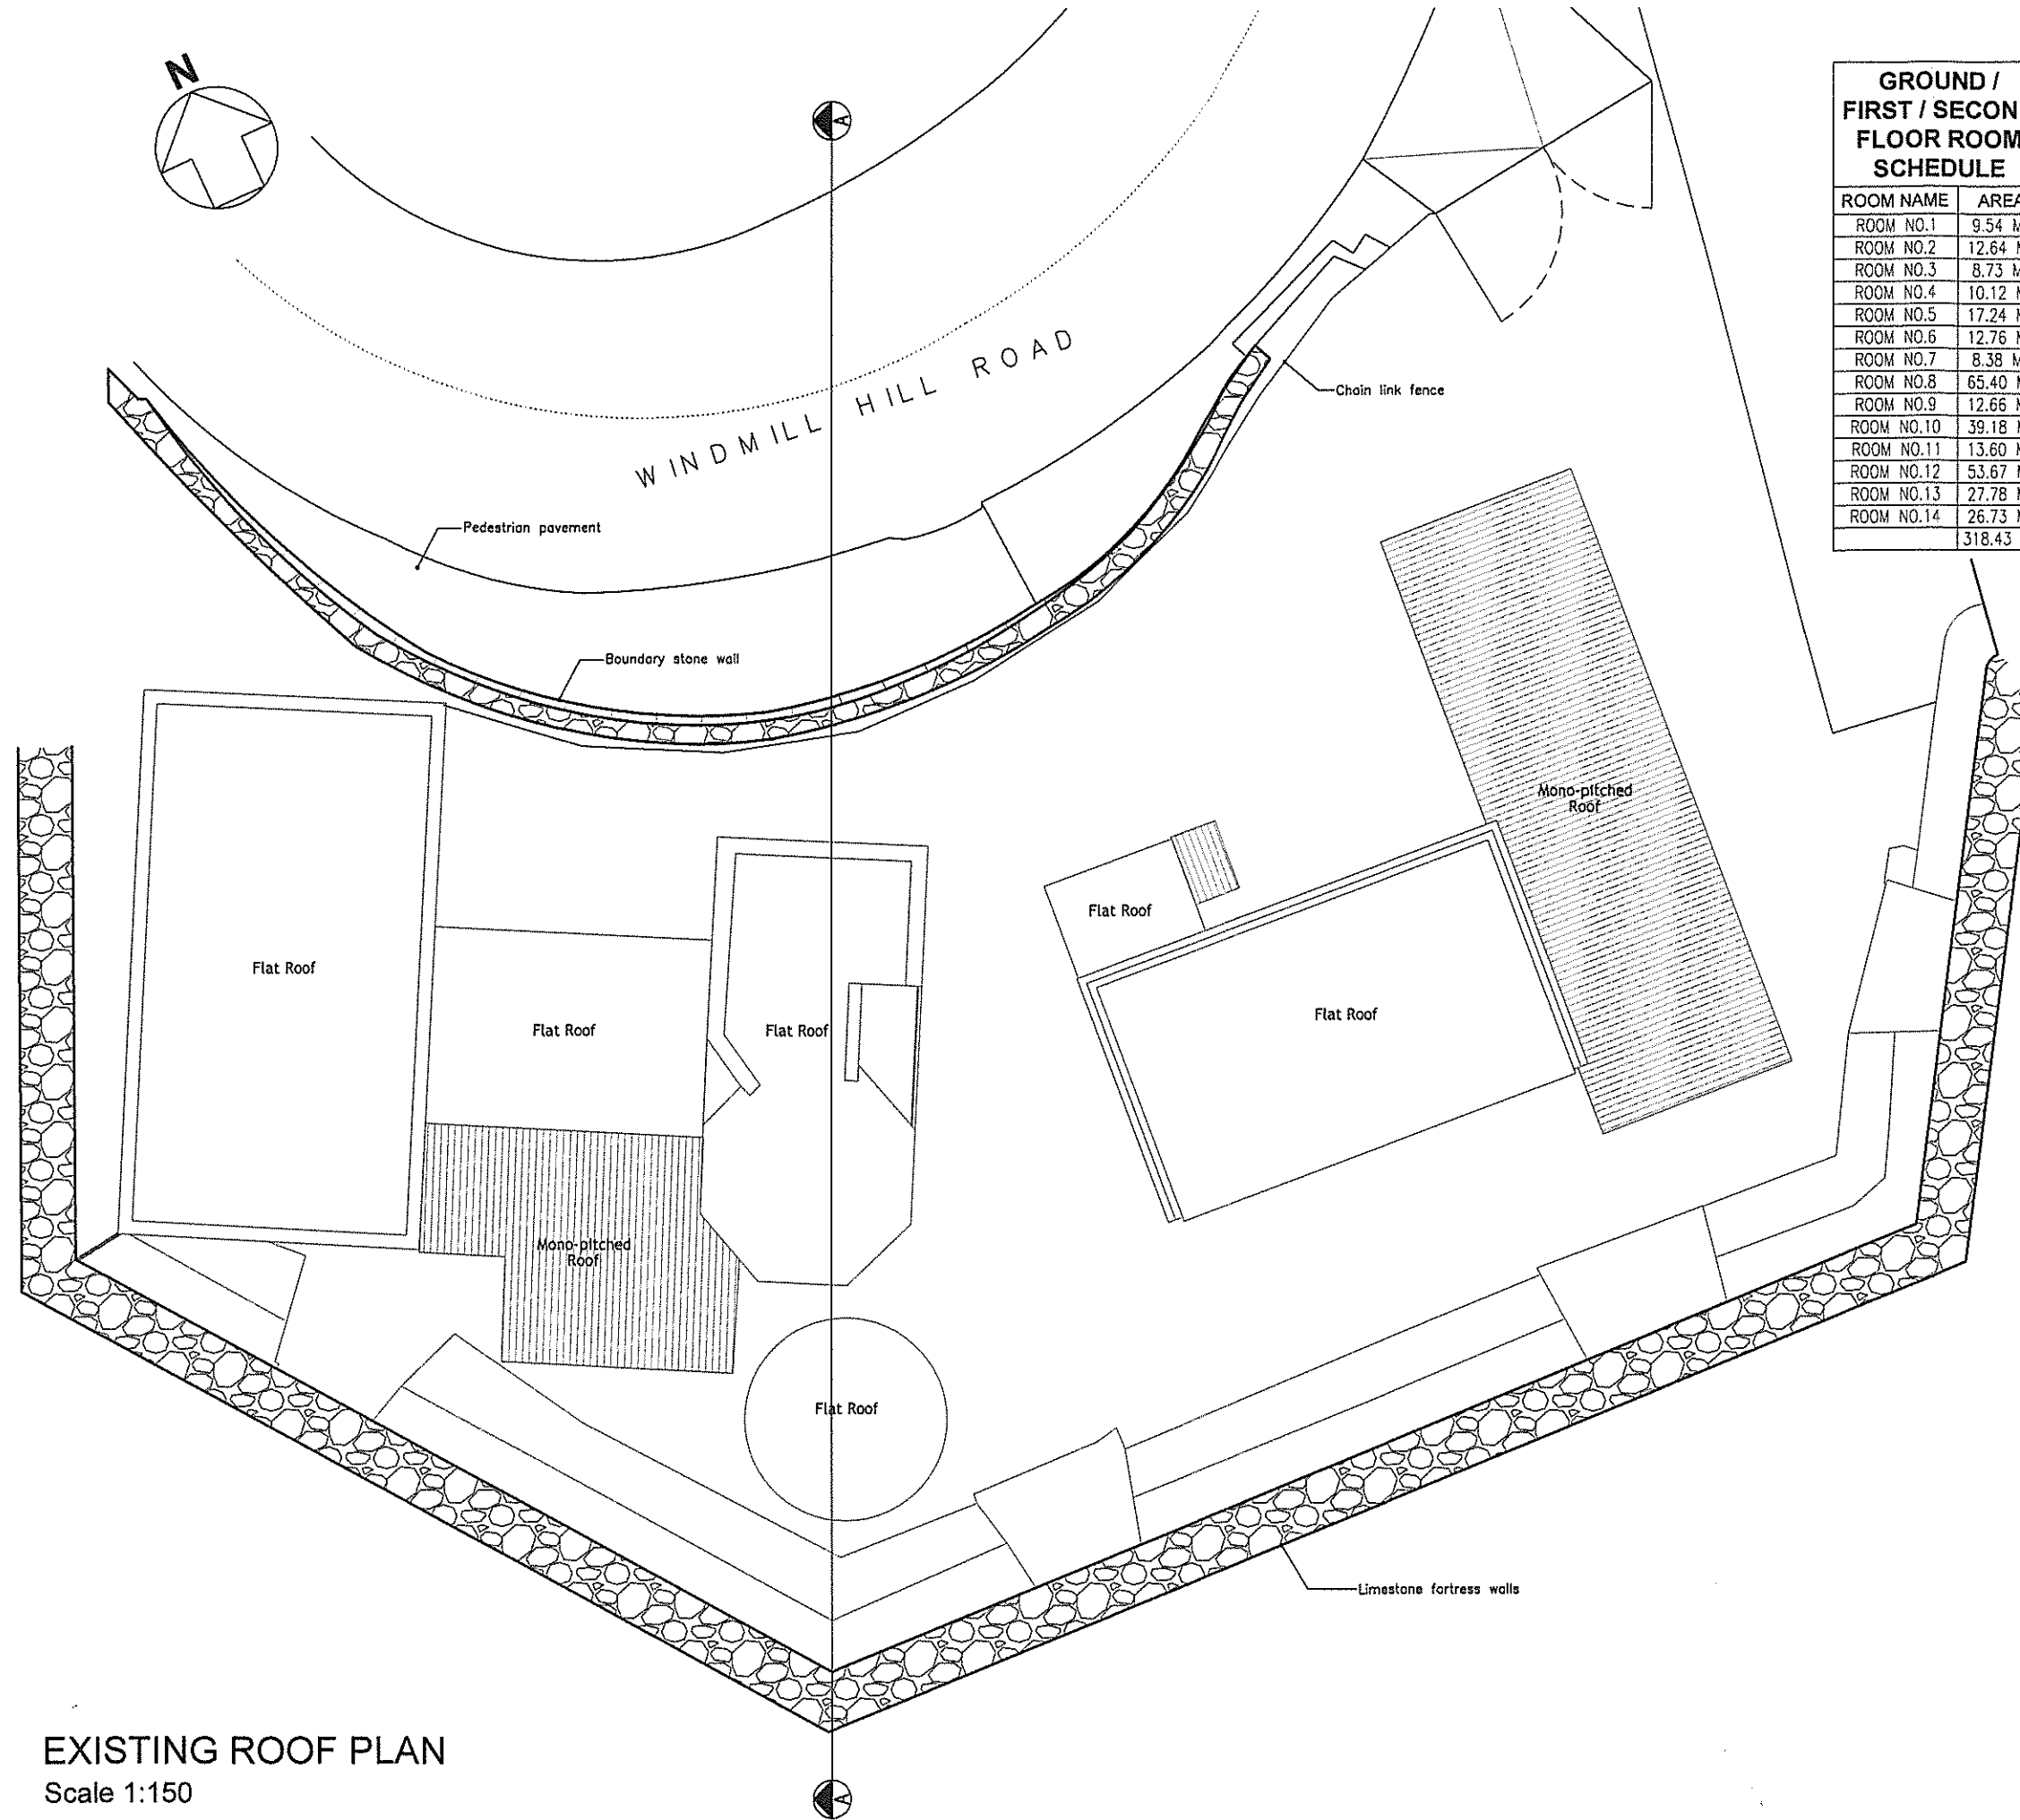 N
A
GROUND /
FIRST / SECON
FLOOR ROOM
SCHEDULE
ROOM NAME AREA
ROOM NO.1 9.54 M
ROOM NO.2 12.64 M
ROOM NO.3 8.73 M
ROOM NO.4 10.12 M
ROOM NO.5 17.24 M
ROOM NO.6 12.76 M
ROOM NO.7 8.38 M
ROOM NO.8 65.40 M
ROOM NO.9 12.66 M
ROOM NO.10 39.18 M
ROOM NO.11 13.60 M
ROOM NO.12 53.67 M
ROOM NO.13 27.78 M
ROOM NO.14 26.73 M
318.43
WINDMILL HILL ROAD
Chain link fence
Pedestrian pavement
Boundary stone wall
Mono-pitched
Roof
Flat Roof
Flat Roof
Flat Roof
Flat Roof
Flat Roof
Mono-pitched
Roof
Flat Roof
Limestone fortress walls
EXISTING ROOF PLAN
Scale 1:150
A